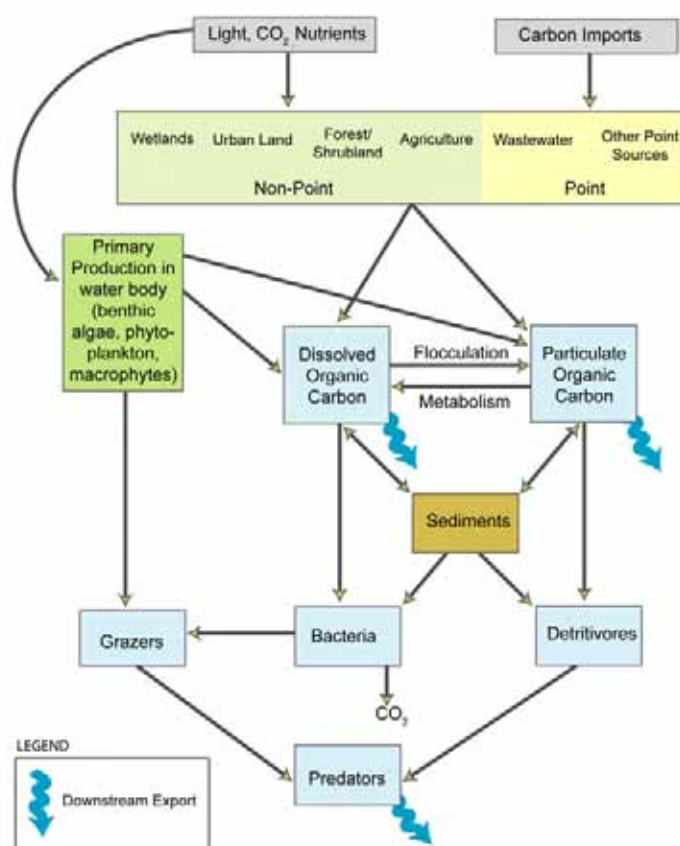 Light, CO₂ Nutrients
Carbon Imports
Wetlands
Urban Land
Forest/
Shrubland
Agriculture
Wastewater
Other Point
Sources
Non-Point
Point
Primary
Production in
water body
(benthic
algae, phyto-
plankton,
macrophytes)
Dissolved
Organic
Carbon
Flocculation
Metabolism
Particulate
Organic
Carbon
Sediments
Grazers
Bacteria
Detritivores
CO₂
Predators
LEGEND
Downstream Export